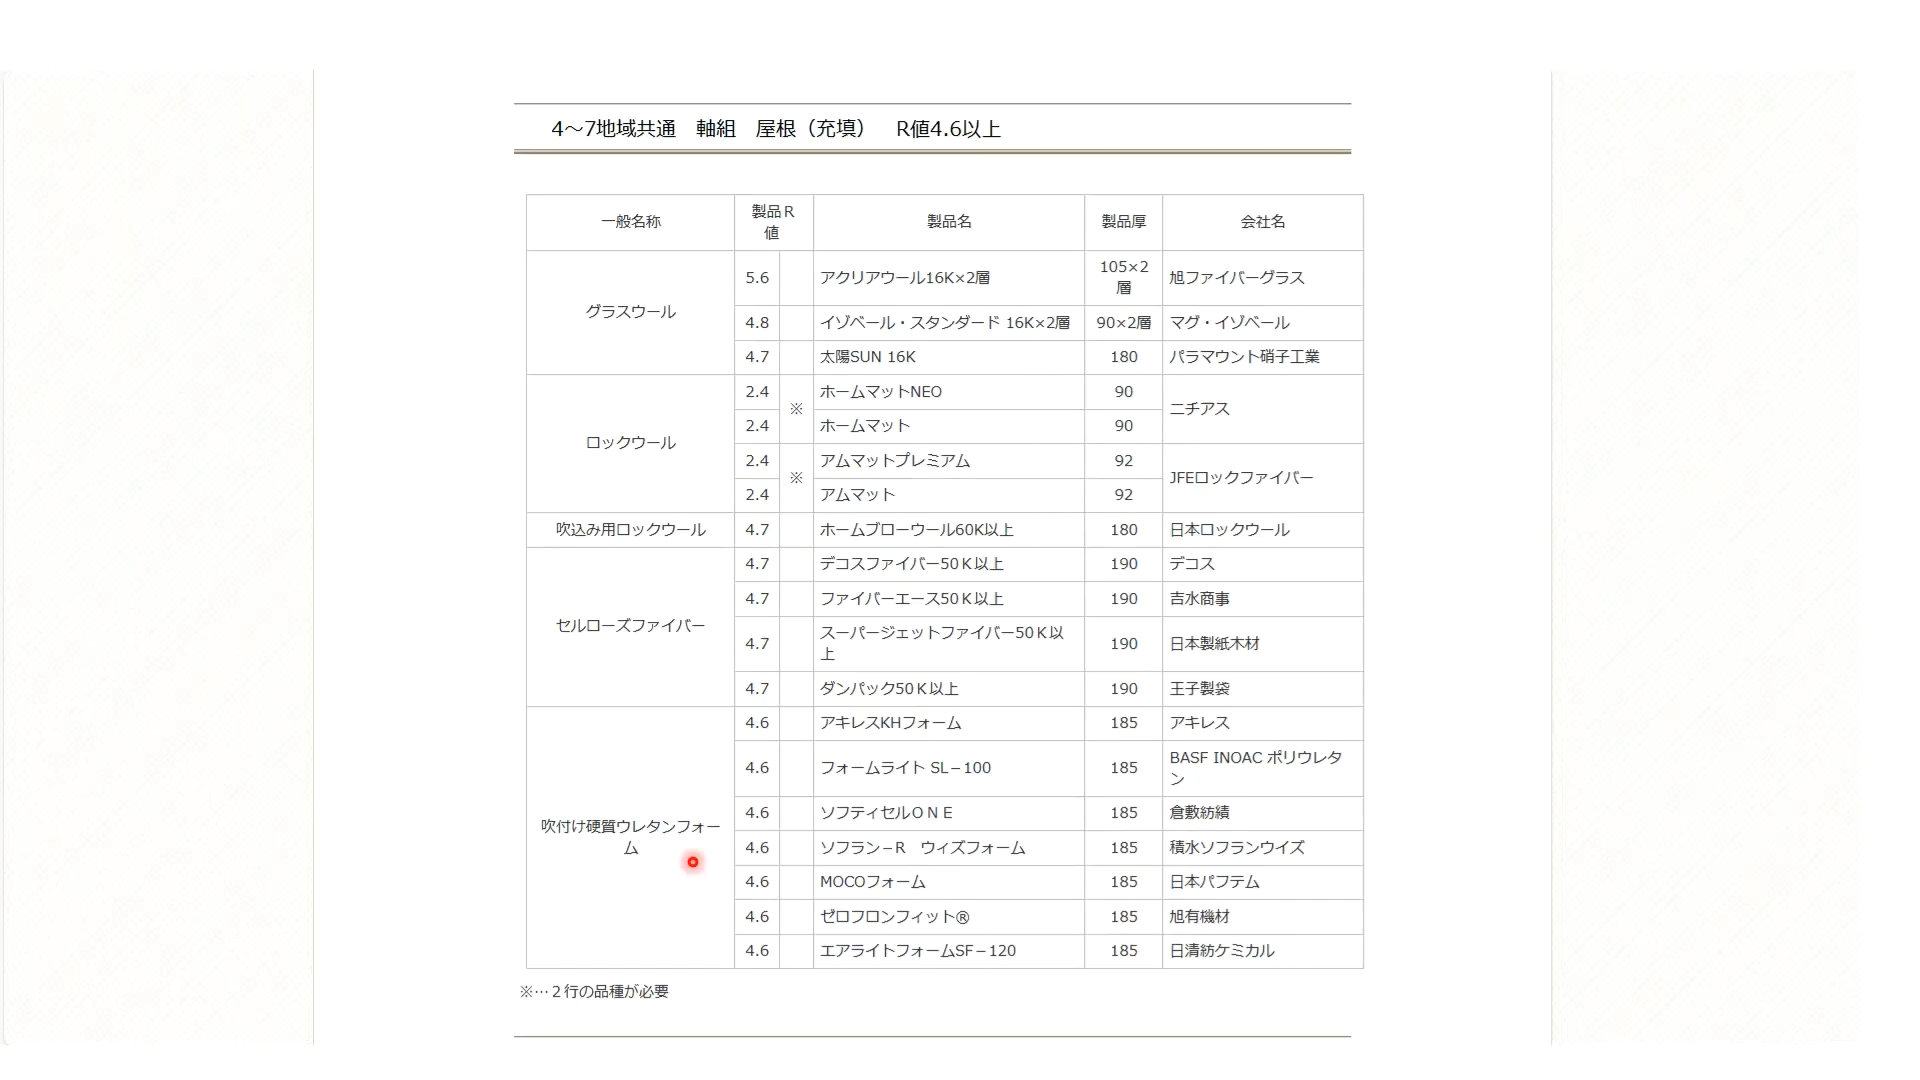 4～7地域共通　軸組　屋根（充填）　R値4.6以上
一般名称 製品Ｒ値 製品名 製品厚 会社名
グラスウール 5.6 アクリアウール16K×2層 105×2層 旭ファイバーグラス
4.8 イゾベール・スタンダード 16K×2層 90×2層 マグ・イゾベール
4.7 太陽SUN 16K 180 パラマウント硝子工業
ロックウール 2.4 ※ ホームマットNEO 90 ニチアス
2.4 ホームマット 90
2.4 ※ アムマットプレミアム 92 JFEロックファイバー
2.4 アムマット 92
吹込み用ロックウール 4.7 ホームブローウール60K以上 180 日本ロックウール
セルローズファイバー 4.7 デコスファイバー50Ｋ以上 190 デコス
4.7 ファイバーエース50Ｋ以上 190 吉水商事
4.7 スーパージェットファイバー50Ｋ以上 190 日本製紙木材
4.7 ダンパック50Ｋ以上 190 王子製袋
吹付け硬質ウレタンフォーム 4.6 アキレスKHフォーム 185 アキレス
4.6 フォームライト SL－100 185 BASF INOAC ポリウレタン
4.6 ソフティセルＯＮＥ 185 倉敷紡績
4.6 ソフラン－R　ウィズフォーム 185 積水ソフランウイズ
4.6 MOCOフォーム 185 日本パフテム
4.6 ゼロフロンフィット® 185 旭有機材
4.6 エアライトフォームSF－120 185 日清紡ケミカル
※…２行の品種が必要